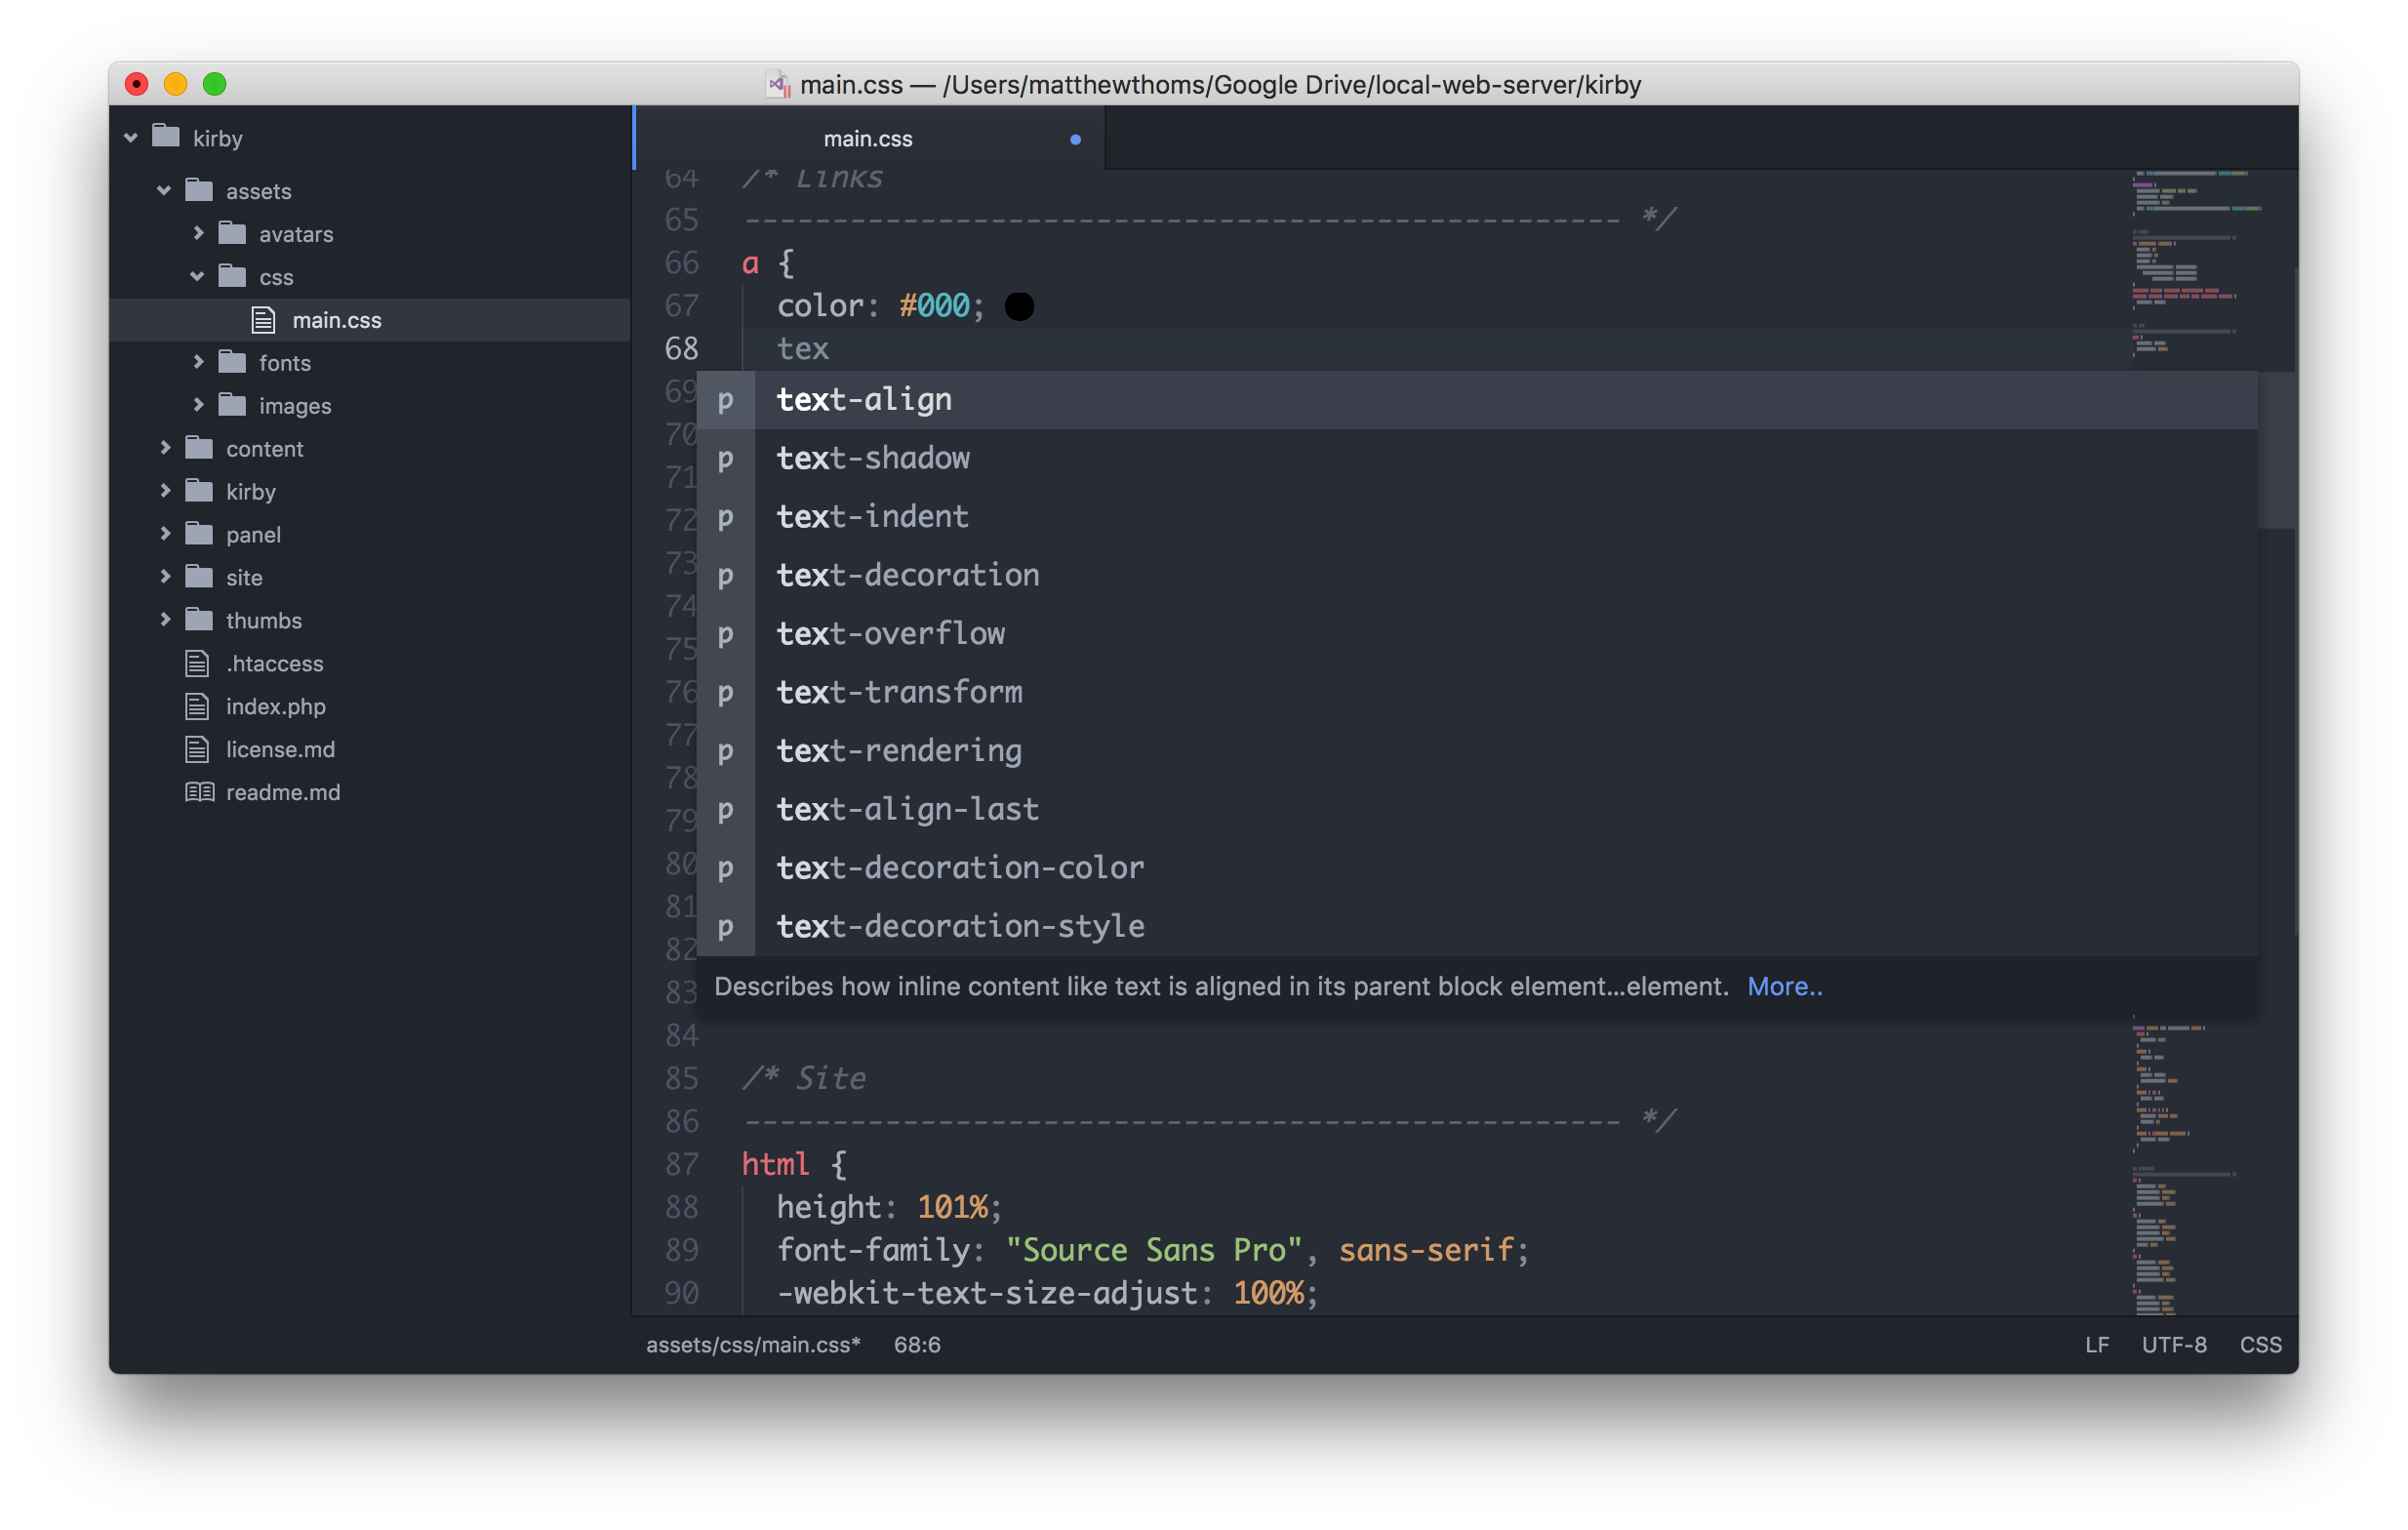 main.css — /Users/matthewthoms/Google Drive/local-web-server/kirby
kirby
assets
avatars
css
main.css
fonts
images
content
kirby
panel
site
thumbs
.htaccess
index.php
license.md
readme.md
main.css
64 /* Links
65 -------------------------------------------------- */
66 a {
67 color: #000;
68 tex
69 p text-align
70 p text-shadow
71
72 p text-indent
73 p text-decoration
74
75 p text-overflow
76 p text-transform
77 p text-rendering
78
79 p text-align-last
80 p text-decoration-color
81
82 p text-decoration-style
83 Describes how inline content like text is aligned in its parent block element...element. More..
84
85 /* Site
86 -------------------------------------------------- */
87 html {
88 height: 101%;
89 font-family: "Source Sans Pro", sans-serif;
90 -webkit-text-size-adjust: 100%;
assets/css/main.css* 68:6 LF UTF-8 CSS